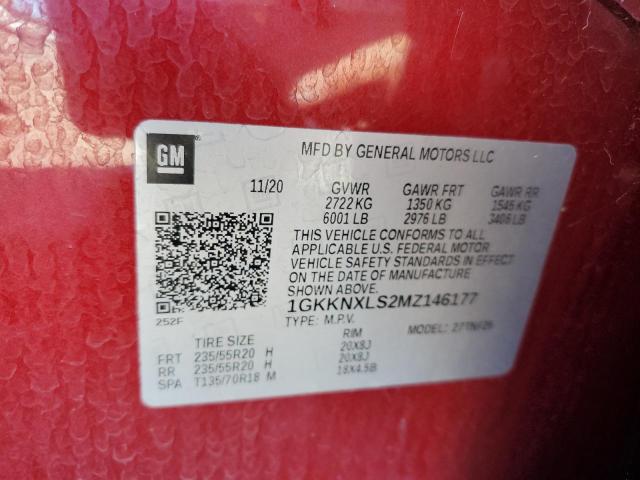 GM
MFD BY GENERAL MOTORS LLC
11/20 GVWR GAWR FRT GAWR RR
2722 KG 1350 KG 1545 KG
6001 LB 2976 LB 3406 LB
THIS VEHICLE CONFORMS TO ALL
APPLICABLE U.S. FEDERAL MOTOR
VEHICLE SAFETY STANDARDS IN EFFECT
ON THE DATE OF MANUFACTURE
SHOWN ABOVE.
1GKKNXLS2MZ146177
252F
TYPE: M.P.V. MODEL:
TIRE SIZE RIM
FRT 235/55R20 H 20X8J
RR 235/55R20 H 20X8J
SPA T135/70R18 M 18X4.5B